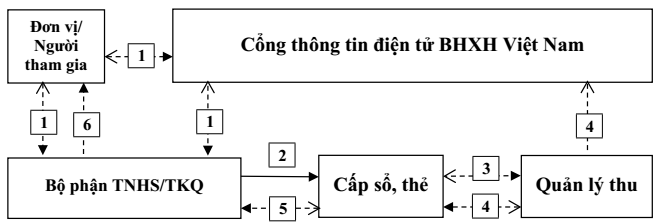 Đơn vị/
Người
tham gia
1
Cổng thông tin điện tử BHXH Việt Nam
1
6
1
4
Bộ phận TNHS/TKQ
2
5
Cấp sổ, thẻ
3
4
Quản lý thu